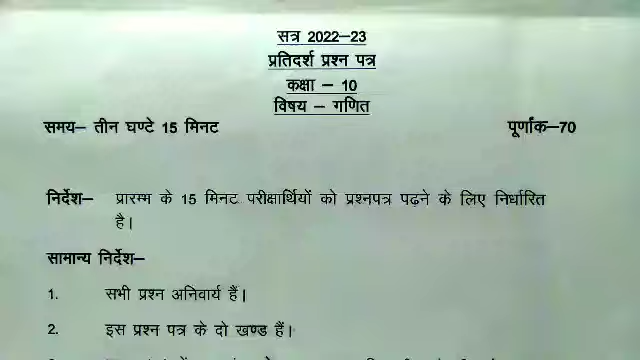 सत्र 2022–23
प्रतिदर्श प्रश्न पत्र
कक्षा – 10
विषय – गणित
समय– तीन घण्टे 15 मिनट पूर्णांक–70
निर्देश– प्रारम्भ के 15 मिनट परीक्षार्थियों को प्रश्नपत्र पढ़ने के लिए निर्धारित
है।
सामान्य निर्देश–
1. सभी प्रश्न अनिवार्य हैं।
2. इस प्रश्न पत्र के दो खण्ड हैं।